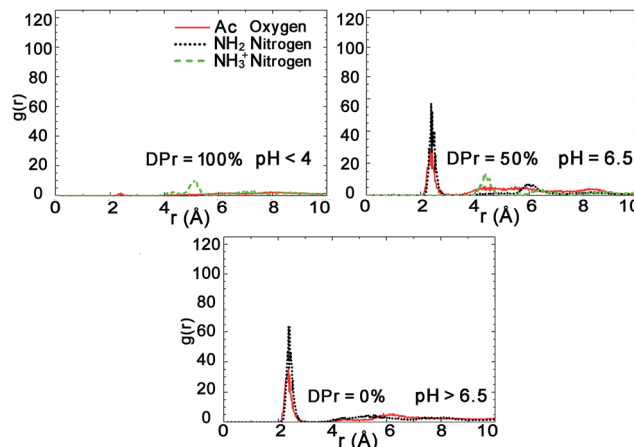 120
100
80
60
40
20
0
g(r)
Ac Oxygen
NH₂ Nitrogen
NH₃⁺ Nitrogen
DPr = 100% pH < 4
0 2 4 6 8 10
r (Å)
120
100
80
60
40
20
0
DPr = 50% pH = 6.5
0 2 4 6 8 10
r (Å)
120
100
80
60
40
20
0
g(r)
DPr = 0% pH > 6.5
0 2 4 6 8 10
r (Å)